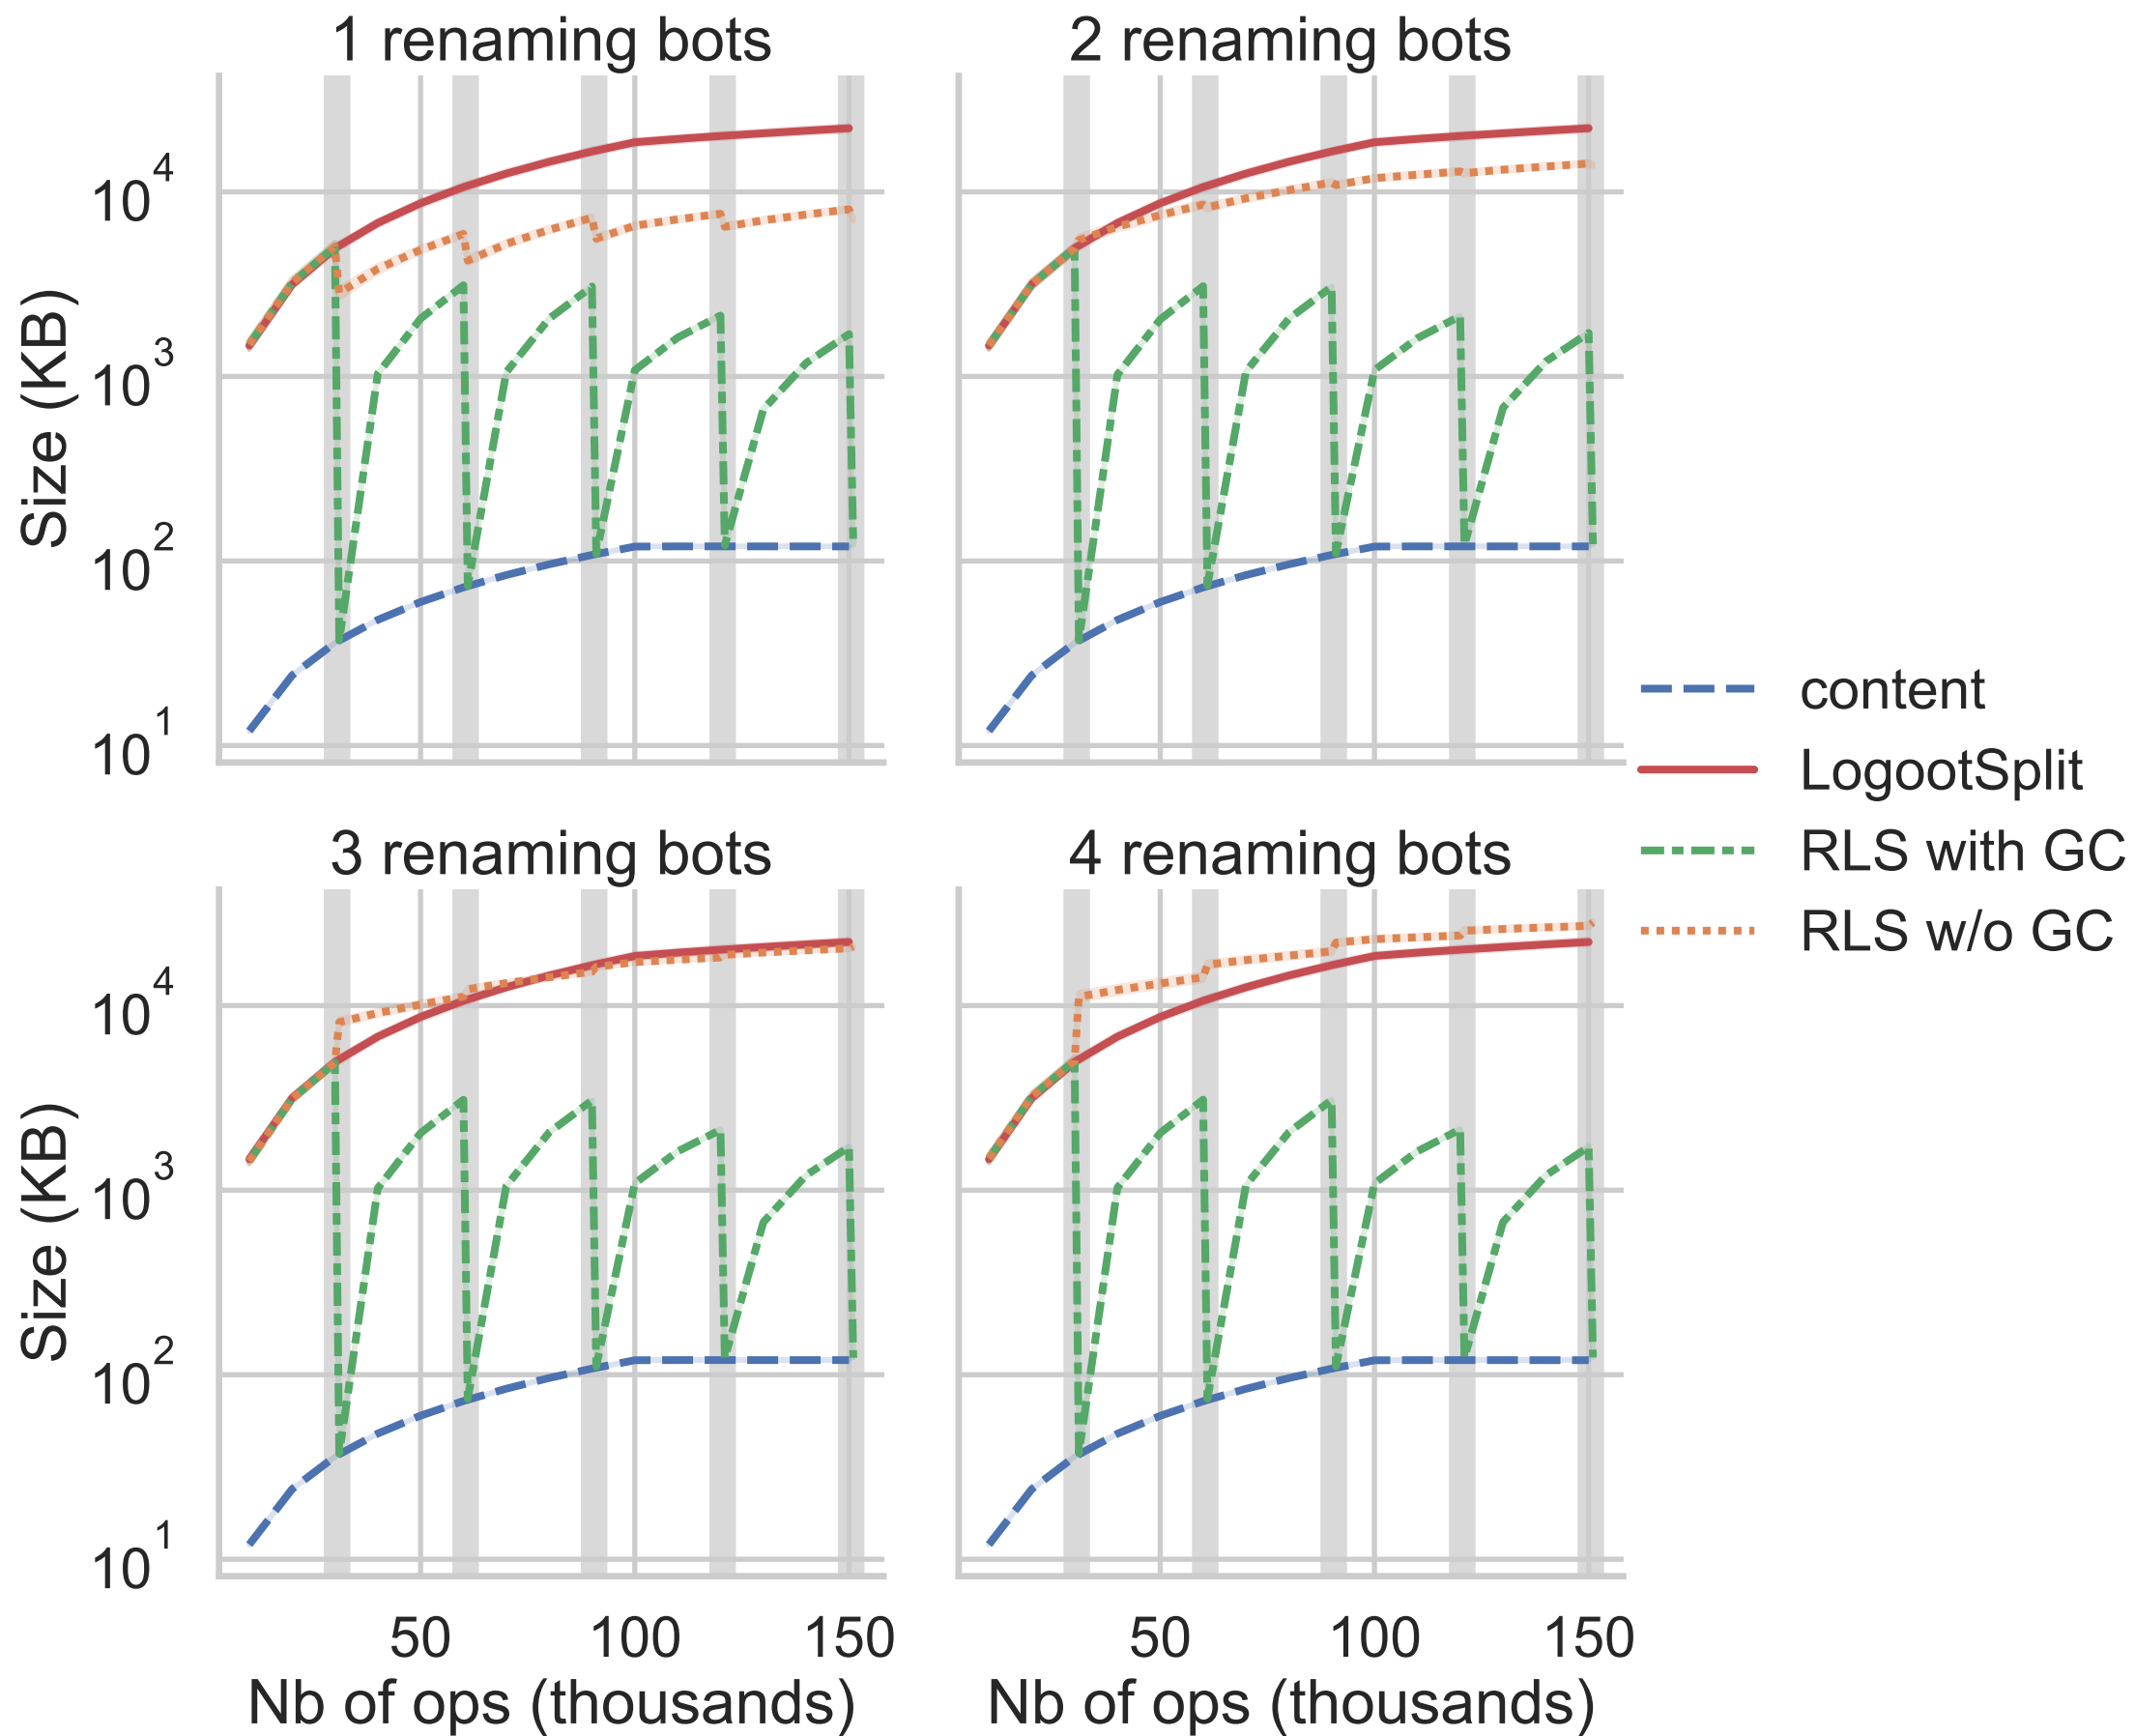 1 renaming bots
2 renaming bots
Size (KB)
10^4
10^3
10^2
10^1
content
LogootSplit
RLS with GC
RLS w/o GC
3 renaming bots
4 renaming bots
Size (KB)
10^4
10^3
10^2
10^1
50 100 150
50 100 150
Nb of ops (thousands)
Nb of ops (thousands)